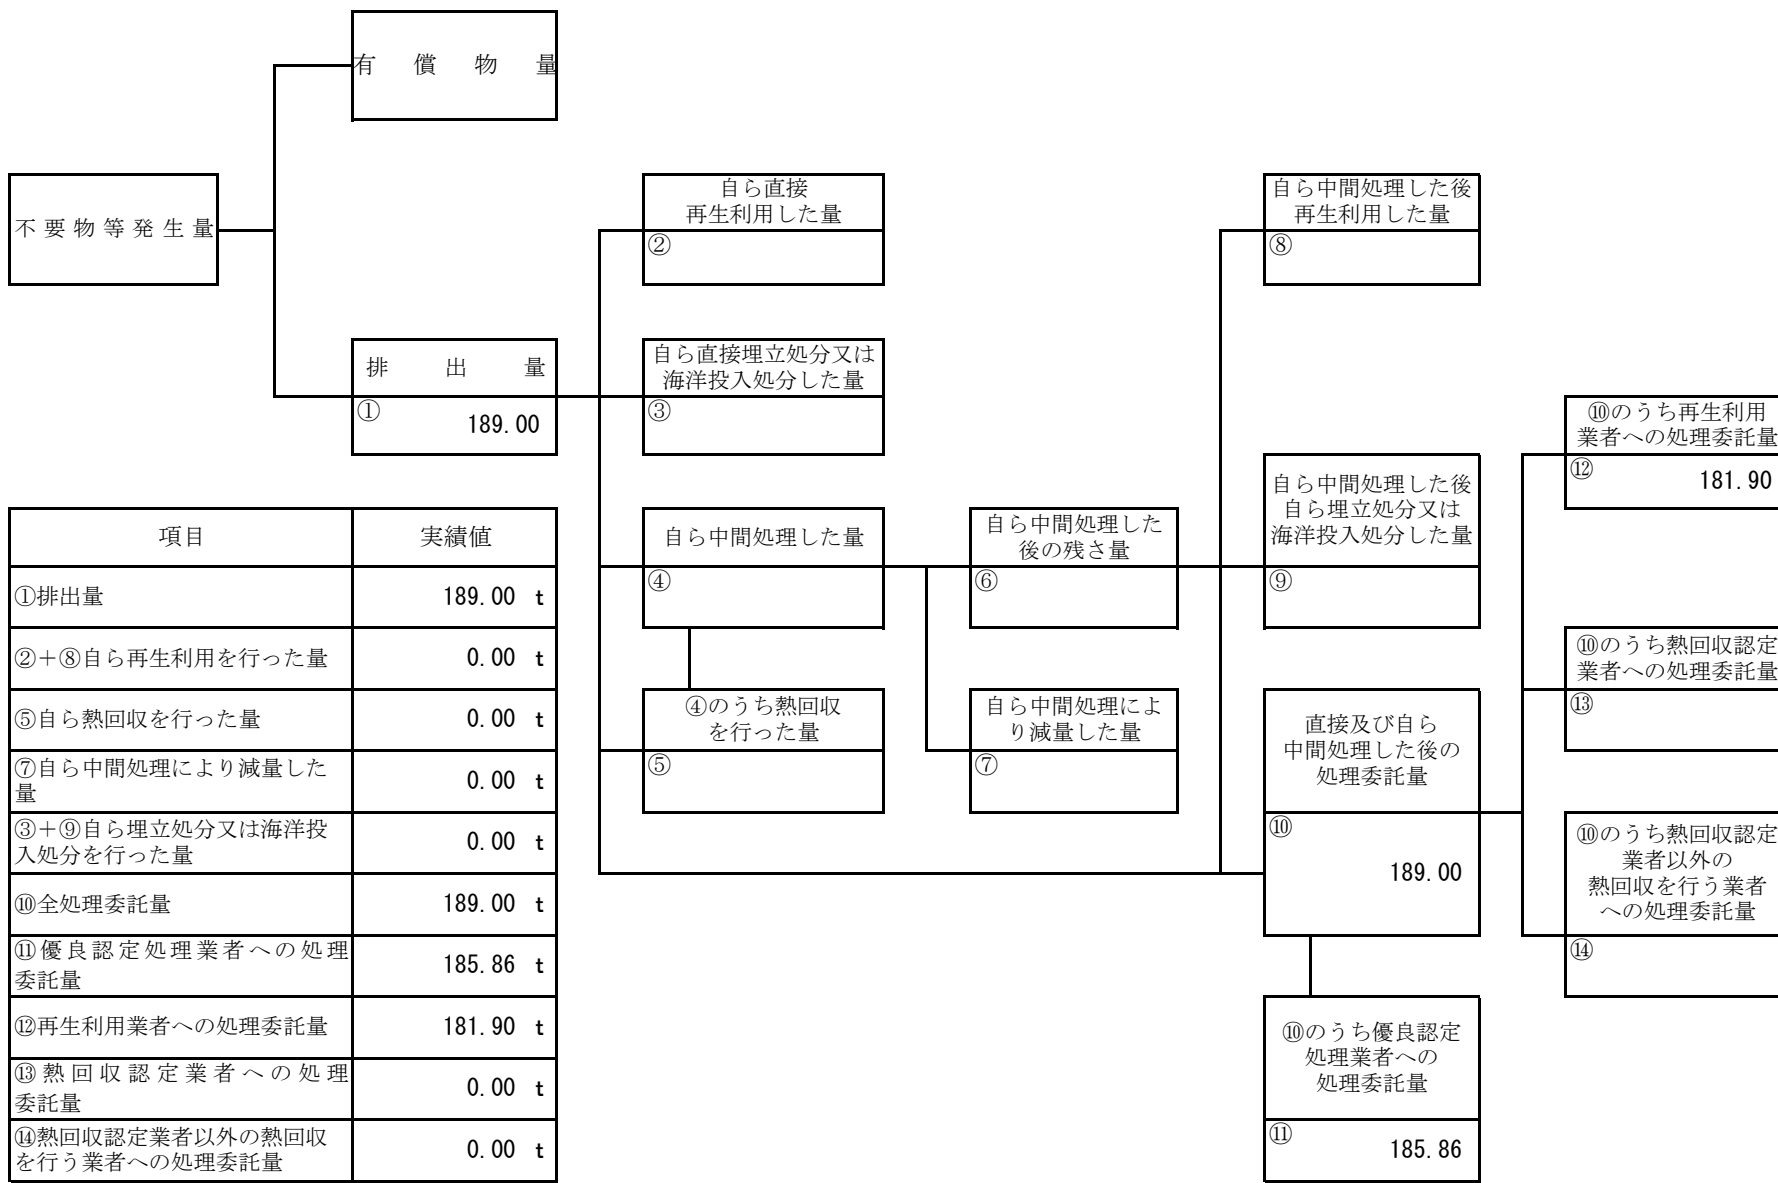 有償物量
不要物等発生量
排出量
①
189.00
自ら直接
再生利用した量
②
自ら直接埋立処分又は
海洋投入処分した量
③
自ら中間処理した量
④
④のうち熱回収
を行った量
⑤
自ら中間処理した
後の残さ量
⑥
自ら中間処理によ
り減量した量
⑦
自ら中間処理した後
再生利用した量
⑧
自ら中間処理した後
自ら埋立処分又は
海洋投入処分した量
⑨
直接及び自ら
中間処理した後の
処理委託量
⑩
189.00
⑩のうち優良認定
処理業者への
処理委託量
⑪
185.86
⑩のうち再生利用
業者への処理委託量
⑫
181.90
⑩のうち熱回収認定
業者への処理委託量
⑬
⑩のうち熱回収認定
業者以外の
熱回収を行う業者
への処理委託量
⑭
項目 実績値
①排出量 189.00 t
②+⑧自ら再生利用を行った量 0.00 t
⑤自ら熱回収を行った量 0.00 t
⑦自ら中間処理により減量した
量 0.00 t
③+⑨自ら埋立処分又は海洋投
入処分を行った量 0.00 t
⑩全処理委託量 189.00 t
⑪優良認定処理業者への処理
委託量 185.86 t
⑫再生利用業者への処理委託量 181.90 t
⑬熱回収認定業者への処理
委託量 0.00 t
⑭熱回収認定業者以外の熱回収
を行う業者への処理委託量 0.00 t